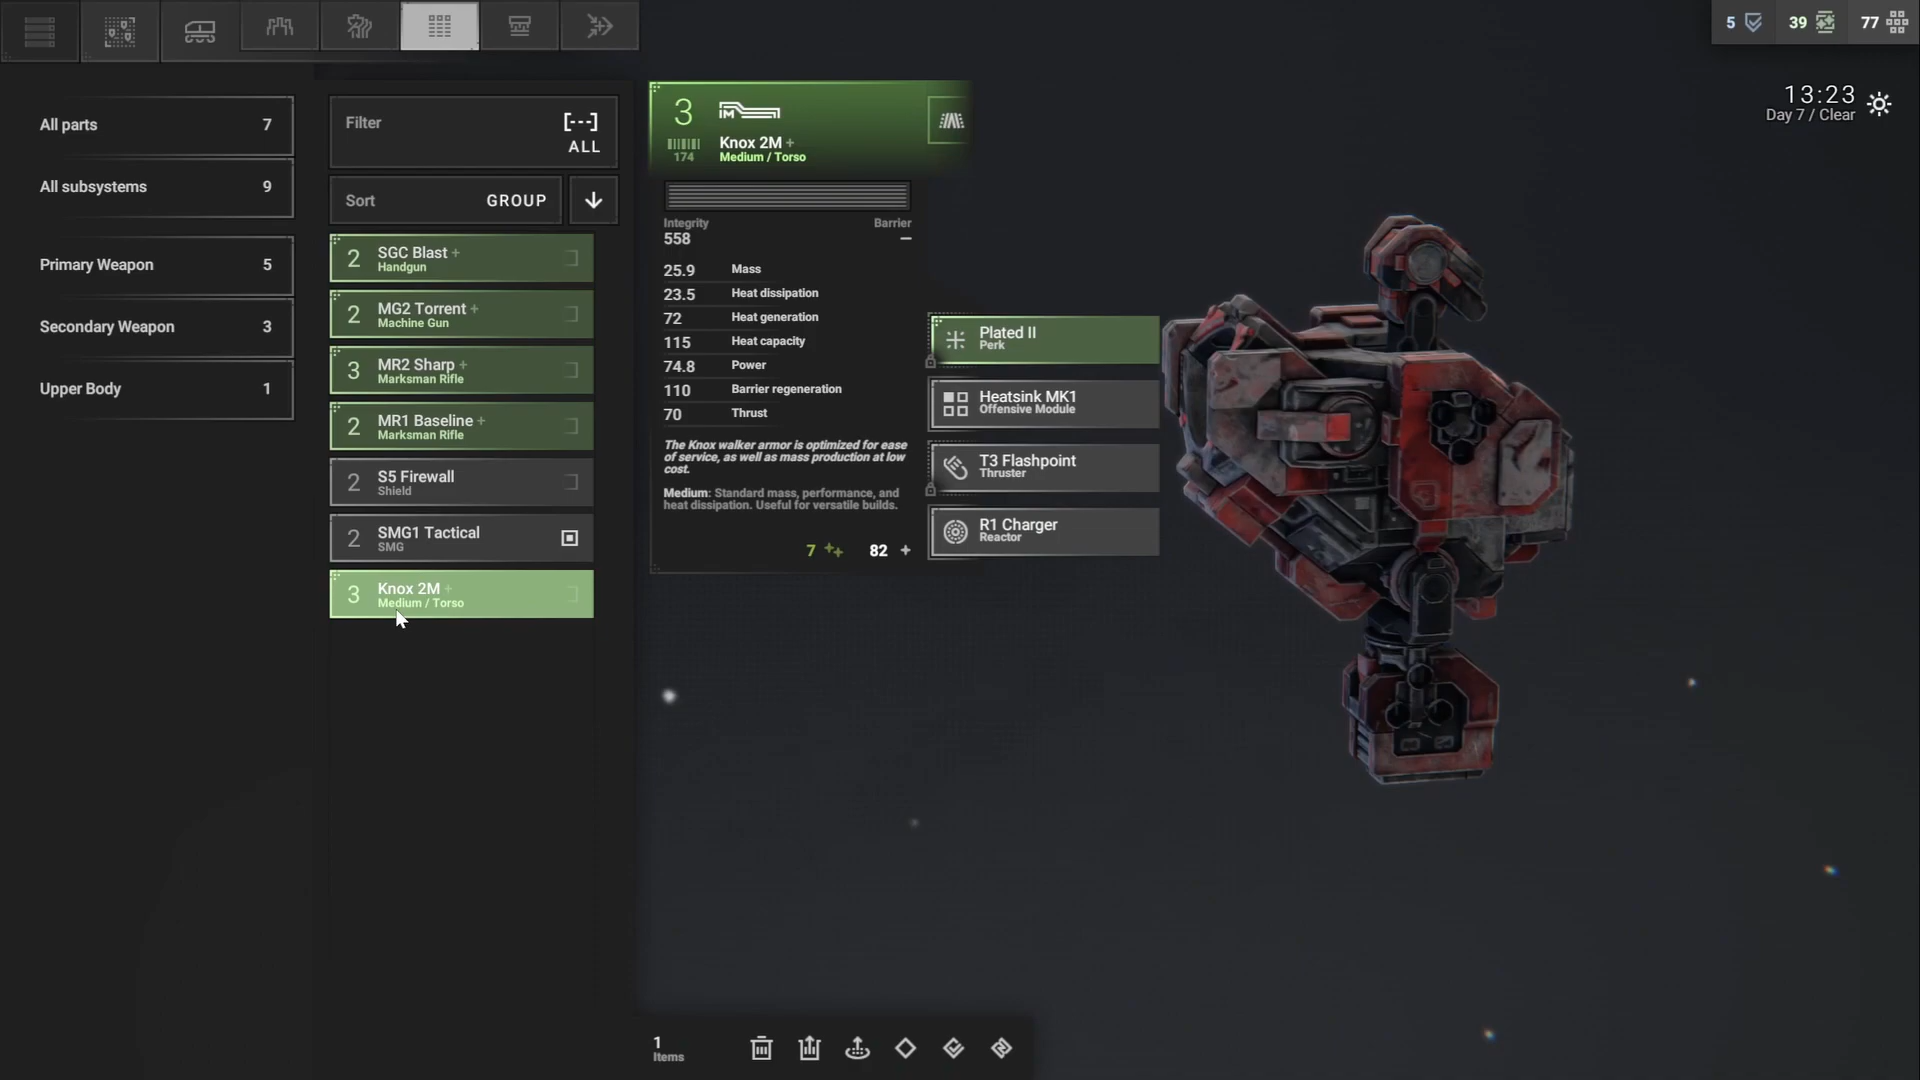 5
39
77
13:23
Day 7 / Clear
All parts 7
All subsystems 9
Primary Weapon 5
Secondary Weapon 3
Upper Body 1
Filter [---]
ALL
Sort GROUP
2 SGC Blast +
Handgun
2 MG2 Torrent +
Machine Gun
3 MR2 Sharp +
Marksman Rifle
2 MR1 Baseline +
Marksman Rifle
2 S5 Firewall
Shield
2 SMG1 Tactical
SMG
3 Knox 2M +
Medium / Torso
3 IM
174
Knox 2M +
Medium / Torso
Integrity Barrier
558 –
25.9 Mass
23.5 Heat dissipation
72 Heat generation
115 Heat capacity
74.8 Power
110 Barrier regeneration
70 Thrust
The Knox walker armor is optimized for ease
of service, as well as mass production at low
cost.
Medium: Standard mass, performance, and
heat dissipation. Useful for versatile builds.
7 82 +
Plated II
Perk
Heatsink MK1
Offensive Module
T3 Flashpoint
Thruster
R1 Charger
Reactor
1
Items